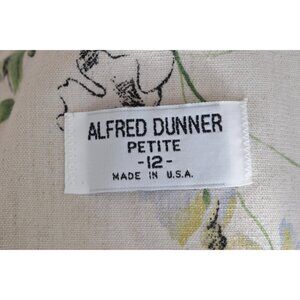 ALFRED DUNNER
PETITE
-12-
MADE IN U.S.A.